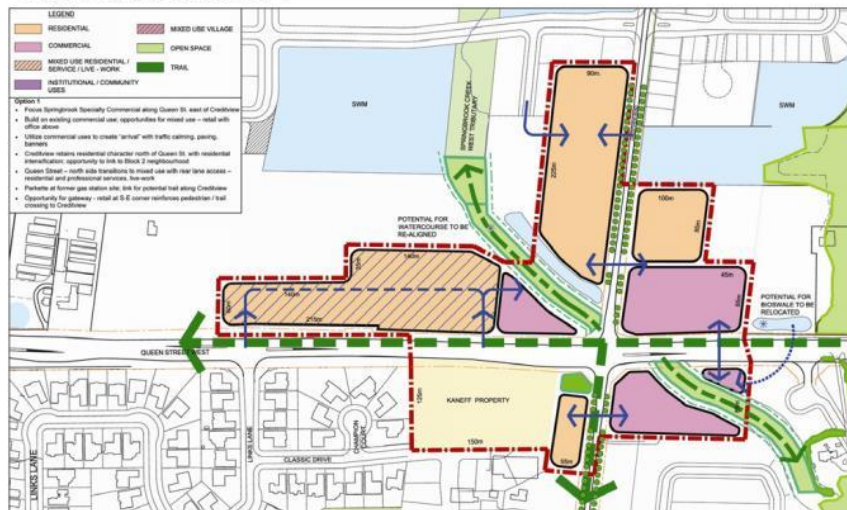 LEGEND
RESIDENTIAL
COMMERCIAL
MIXED USE RESIDENTIAL /
SERVICE / LIVE - WORK
INSTITUTIONAL / COMMUNITY
USES
MIXED USE VILLAGE
OPEN SPACE
TRAIL
Option 1
• Focus Springbrook Specialty Commercial along Queen St. east of Creditview
• Build on existing commercial use; opportunities for mixed use – retail with
office above
• Utilize commercial uses to create "arrival" with traffic calming, paving,
banners
• Creditview retains residential character north of Queen St. with residential
intensification; opportunity to link to Block 2 neighbourhood
• Queen Street – north side transitions to mixed use with rear lane access –
residential and professional services, live-work
• Parkette at former gas station site; link for potential trail along Creditview
• Opportunity for gateway - retail at S-E corner reinforces pedestrian / trail
crossing to Creditview
SWM
SPRINGBROOK CREEK
WEST TRIBUTARY
90m
225m
SWM
100m
POTENTIAL FOR
WATERCOURSE TO BE
RE-ALIGNED
140m
140m
215m
45m
POTENTIAL FOR
BIOSWALE TO BE
RELOCATED
QUEEN STREET WEST
125m
KANEFF PROPERTY
150m
55m
LINKS LANE
LINKS LANE
CHAMPION
COURT
CLASSIC DRIVE